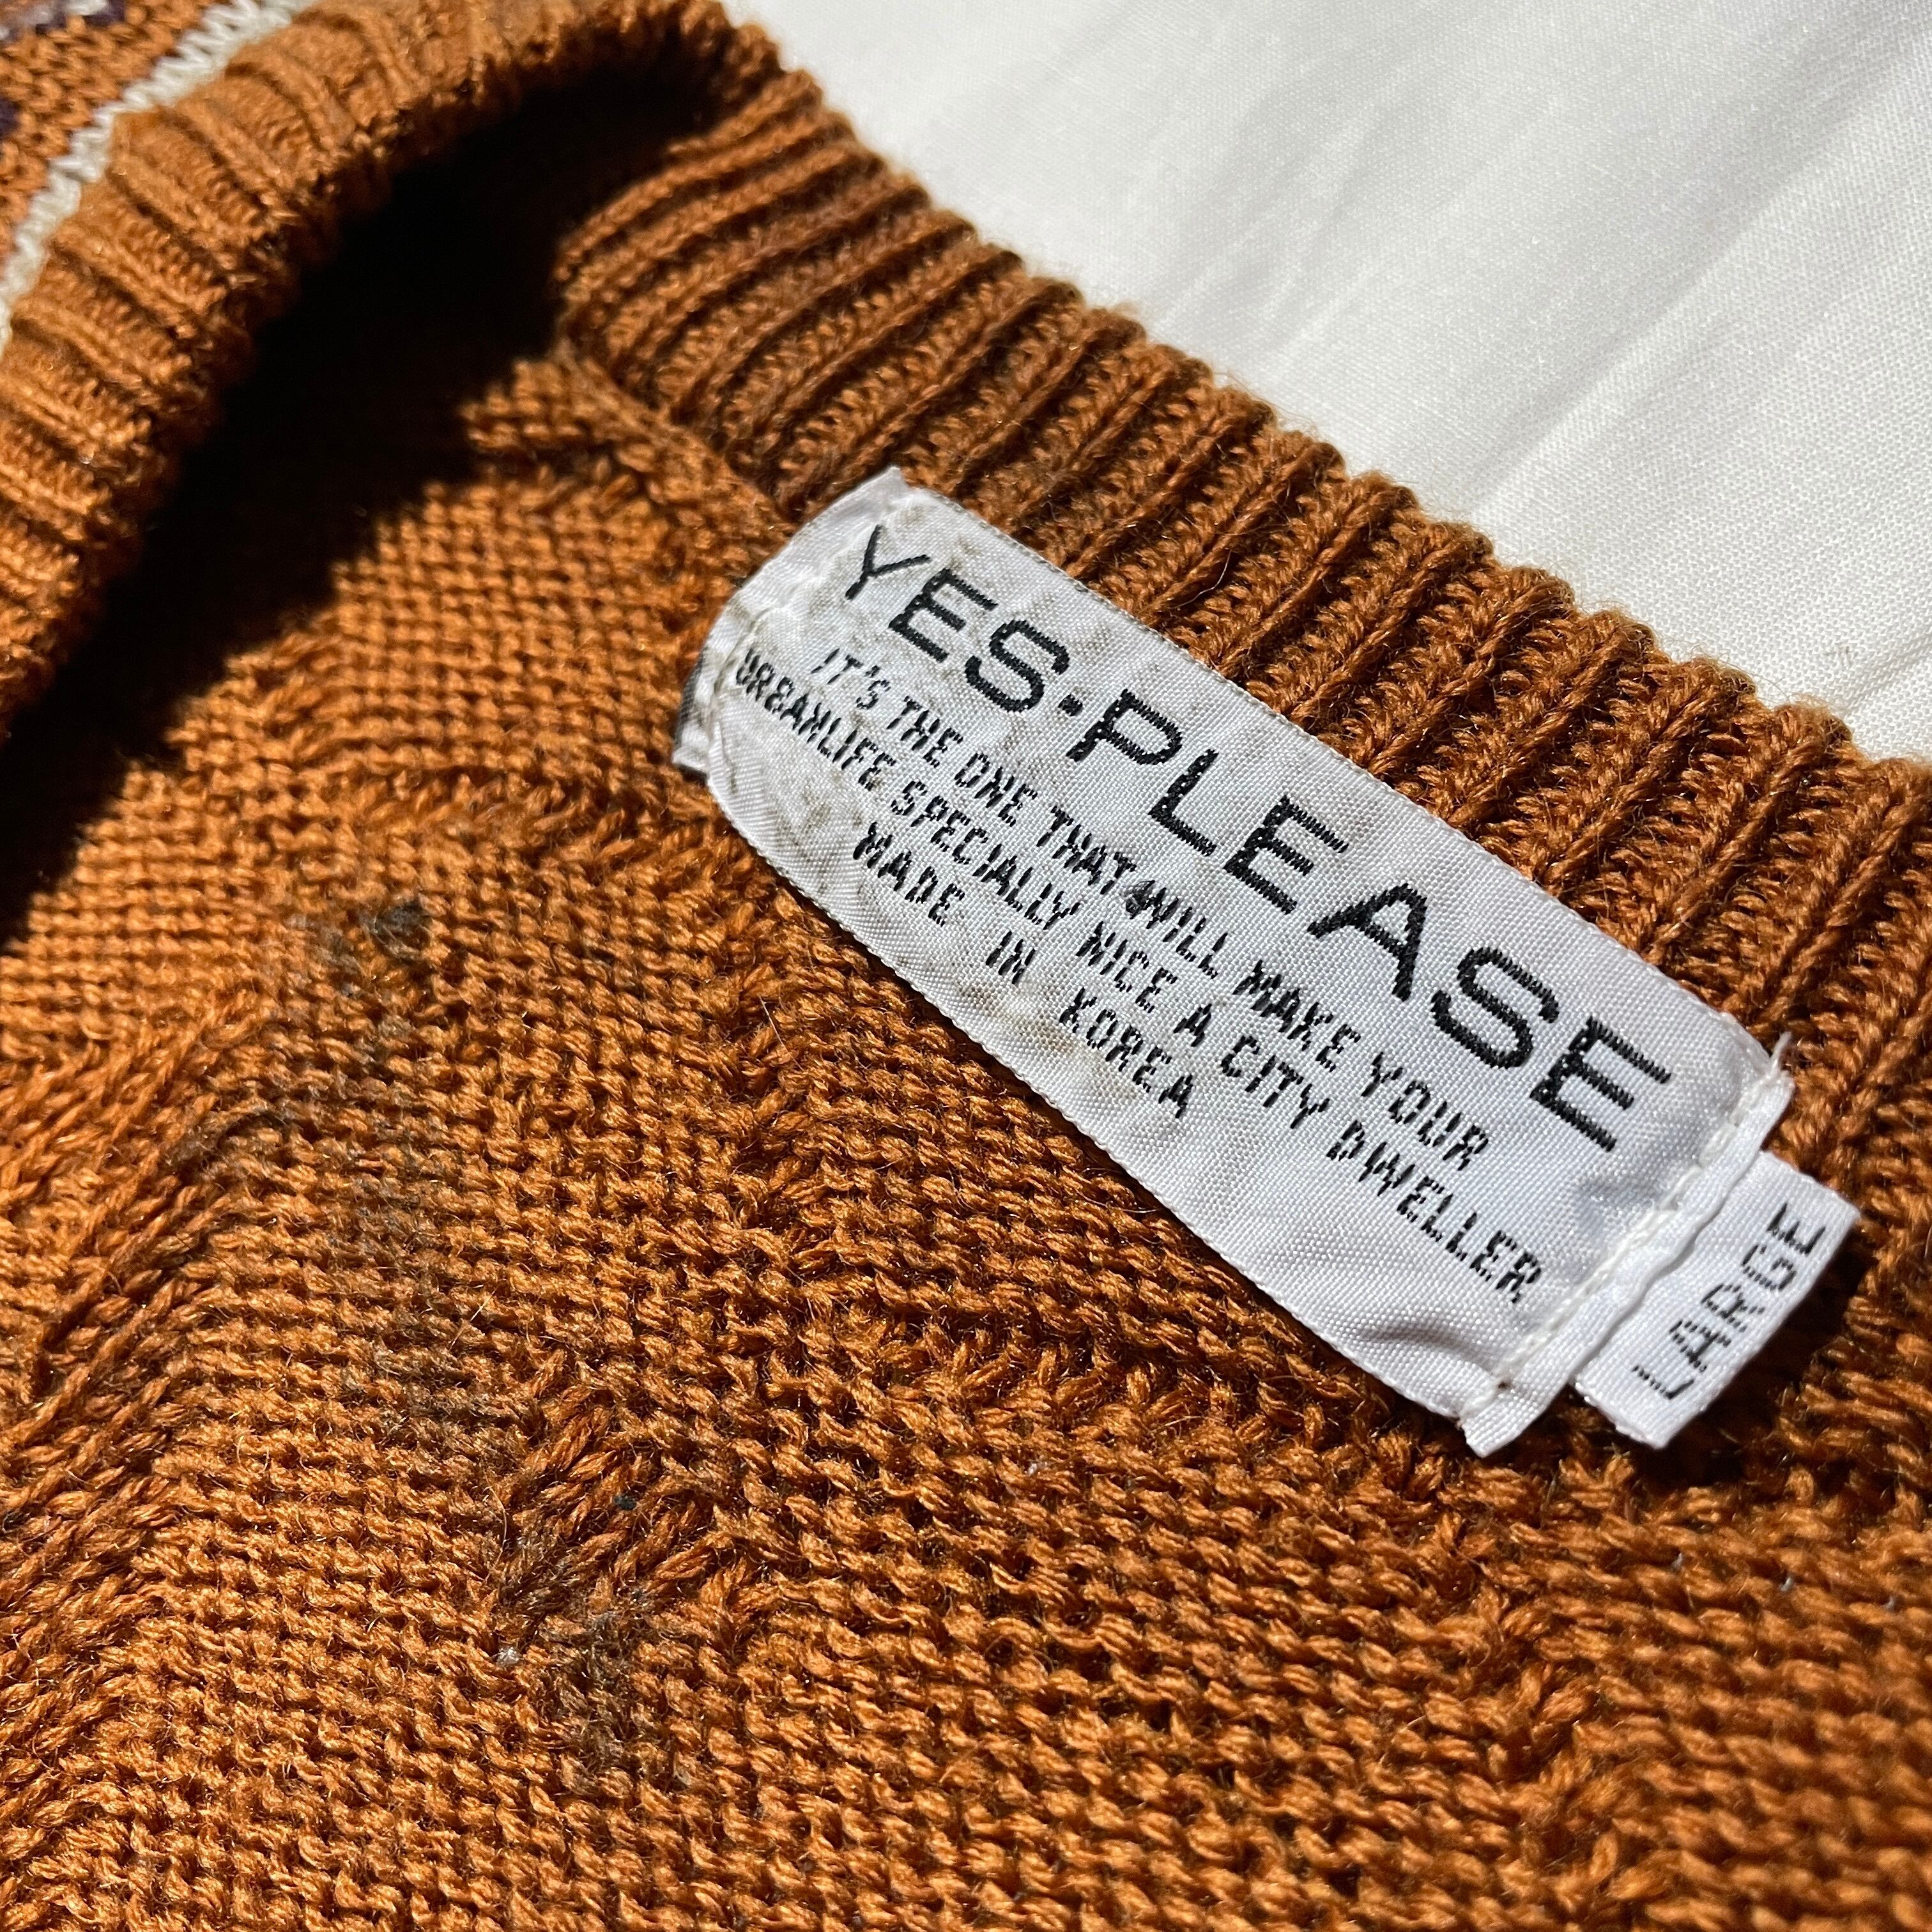 YES·PLEASE
IT'S THE ONE THAT WILL MAKE YOUR
URBANLIFE SPECIALLY NICE A CITY DWELLER
MADE IN KOREA
LARGE